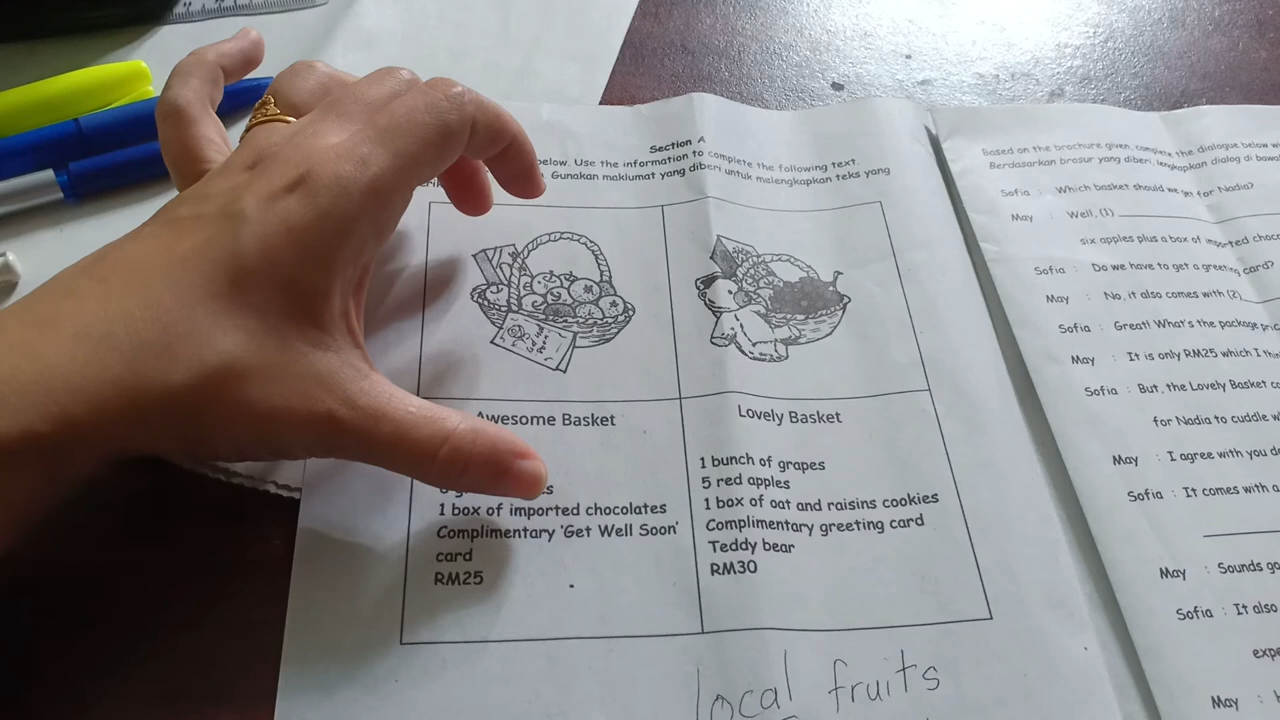 Section A
below. Use the information to complete the following text.
Gunakan maklumat yang diberi untuk melengkapkan teks yang
Get Well Soon
Awesome Basket
1 box of imported chocolates
Complimentary 'Get Well Soon'
card
RM25
Lovely Basket
1 bunch of grapes
5 red apples
1 box of oat and raisins cookies
Complimentary greeting card
Teddy bear
RM30
local fruits
Based on the brochure given, complete the dialogue below
Berdasarkan brosur yang diberi, lengkapkan dialog di
Sofia : Which basket should we get for Nadia?
May : Well, (1)
six apples plus a box of imported
Sofia : Do we have to get a greeting card?
May : No, it also comes with (2)
Sofia : Great! What's the package
May : It is only RM25 which I
Sofia : But, the Lovely Basket
for Nadia to cuddle
May : I agree with you
Sofia : It comes with a
May : Sounds
Sofia : It also
May :